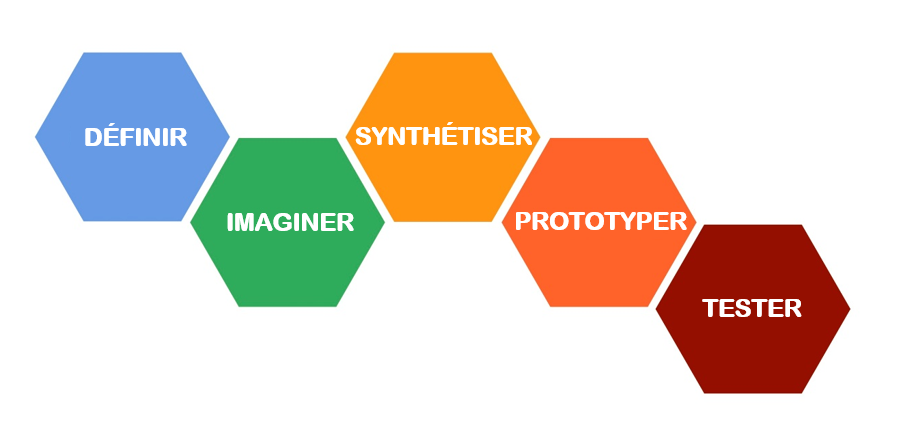 DÉFINIR
IMAGINER
SYNTHÉTISER
PROTOTYPER
TESTER